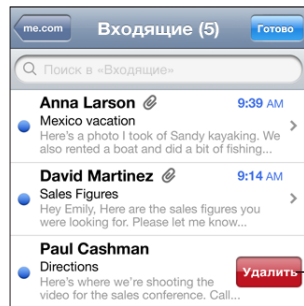 me.com
Входящие (5)
Готово
Поиск в «Входящие»
Anna Larson
9:39 AM
Mexico vacation
Here's a photo I took of Sandy kayaking. We
also rented a boat and did a bit of fishing...
David Martinez
9:14 AM
Sales Figures
Hey Emily, Here are the sales figures you
were looking for. Please let me know...
Paul Cashman
Directions
Удалить
Here's where we're shooting the
video for the sales conference. Call...